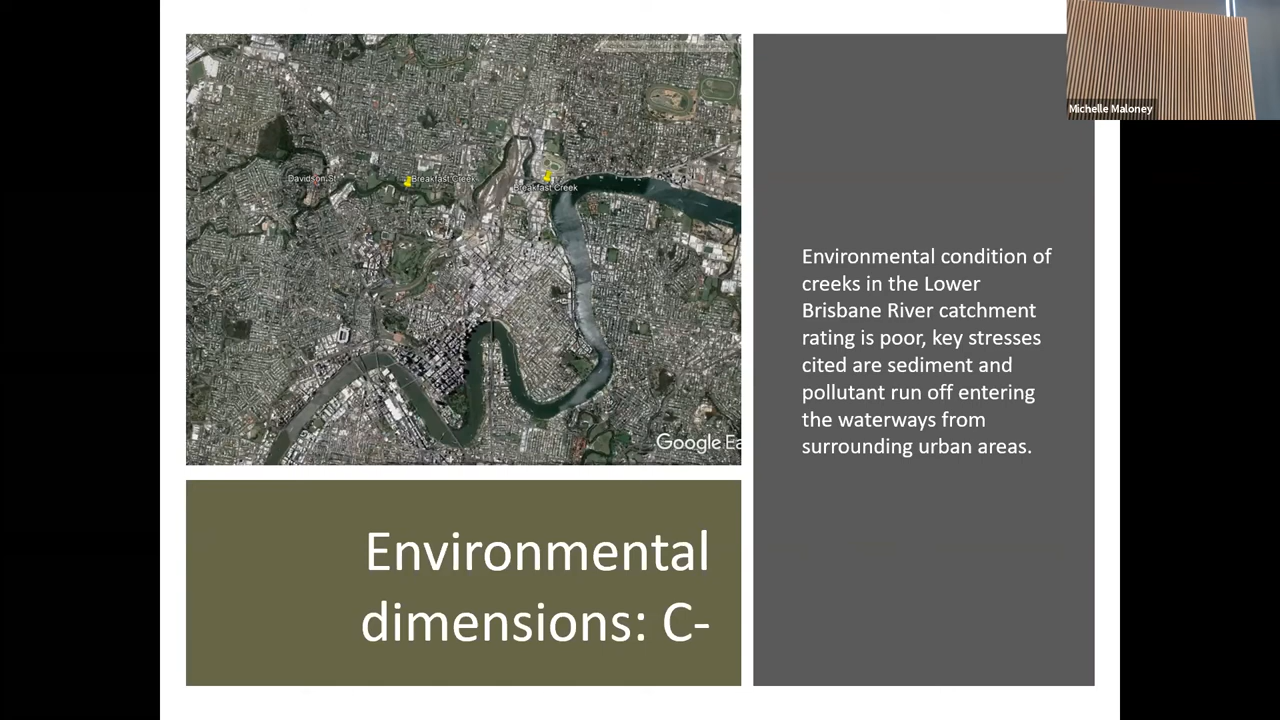 Michelle Maloney
Davidson St
Breakfast Creek
Breakfast Creek
Google Ea
Environmental condition of
creeks in the Lower
Brisbane River catchment
rating is poor, key stresses
cited are sediment and
pollutant run off entering
the waterways from
surrounding urban areas.
Environmental
dimensions: C-